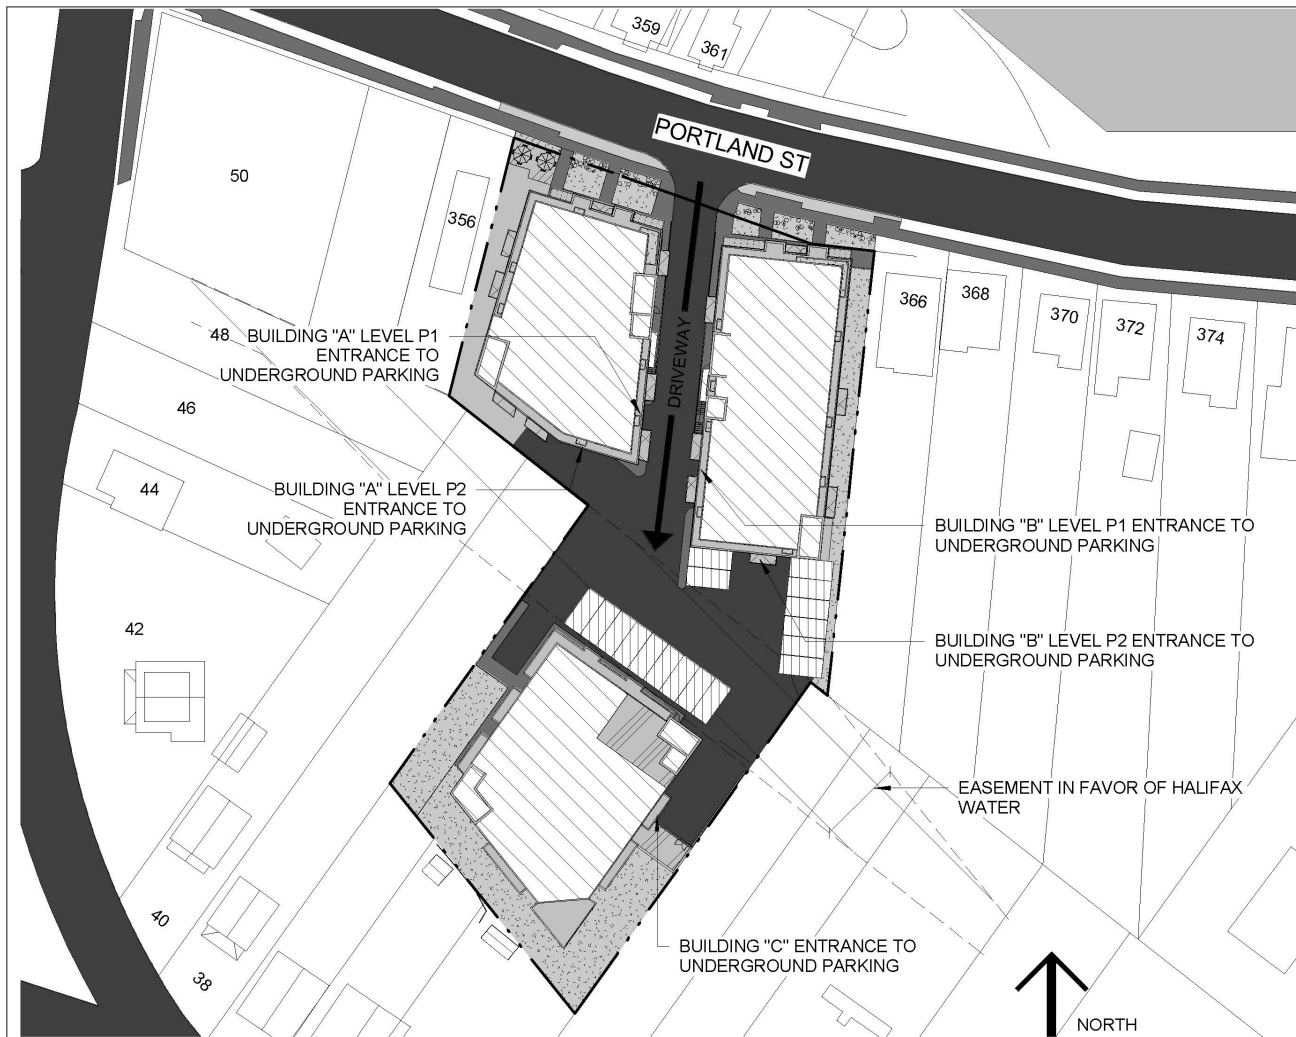 359
361
PORTLAND ST
50
356
366
368
370
372
374
48
BUILDING "A" LEVEL P1
ENTRANCE TO
UNDERGROUND PARKING
DRIVEWAY
46
44
BUILDING "A" LEVEL P2
ENTRANCE TO
UNDERGROUND PARKING
BUILDING "B" LEVEL P1 ENTRANCE TO
UNDERGROUND PARKING
42
BUILDING "B" LEVEL P2 ENTRANCE TO
UNDERGROUND PARKING
EASEMENT IN FAVOR OF HALIFAX
WATER
40
38
BUILDING "C" ENTRANCE TO
UNDERGROUND PARKING
NORTH